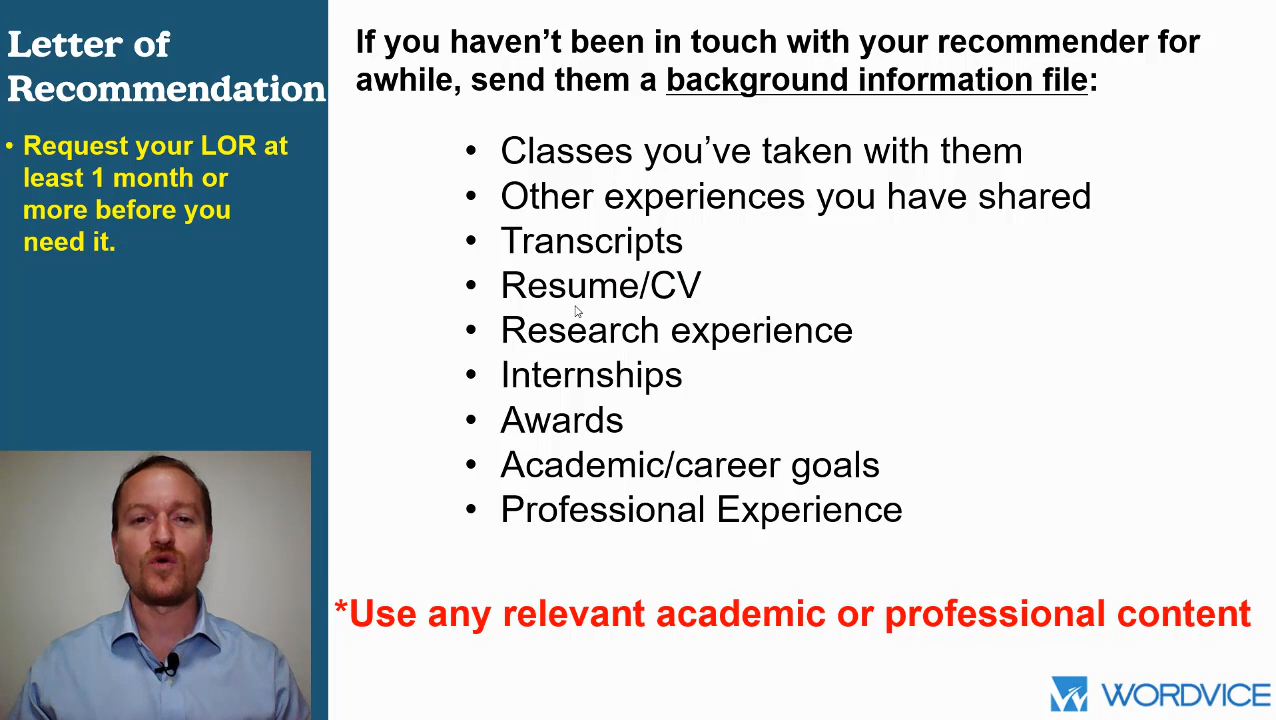 Letter of
Recommendation
• Request your LOR at
least 1 month or
more before you
need it.
If you haven’t been in touch with your recommender for
awhile, send them a background information file:
• Classes you’ve taken with them
• Other experiences you have shared
• Transcripts
• Resume/CV
• Research experience
• Internships
• Awards
• Academic/career goals
• Professional Experience
*Use any relevant academic or professional content
WORDVICE